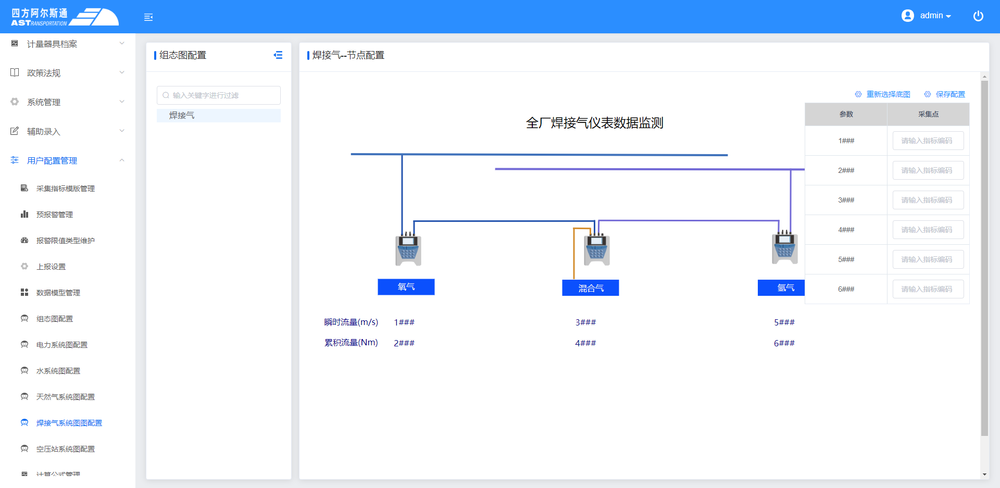 四方阿尔斯通
ASTRANSPORTATION
admin
计量器具档案
政策法规
系统管理
辅助录入
用户配置管理
采集指标模版管理
预报警管理
报警限值类型维护
上报设置
数据模型管理
组态图配置
电力系统图配置
水系统图配置
天然气系统图配置
焊接气系统图图配置
空压站系统图配置
计算公式管理
组态图配置
输入关键字进行过滤
焊接气
焊接气--节点配置
重新选择底图 保存配置
全厂焊接气仪表数据监测
参数 采集点
1### 请输入指标编码
2### 请输入指标编码
3### 请输入指标编码
4### 请输入指标编码
5### 请输入指标编码
6### 请输入指标编码
氧气 混合气 氩气
瞬时流量(m/s) 1### 3### 5###
累积流量(Nm) 2### 4### 6###